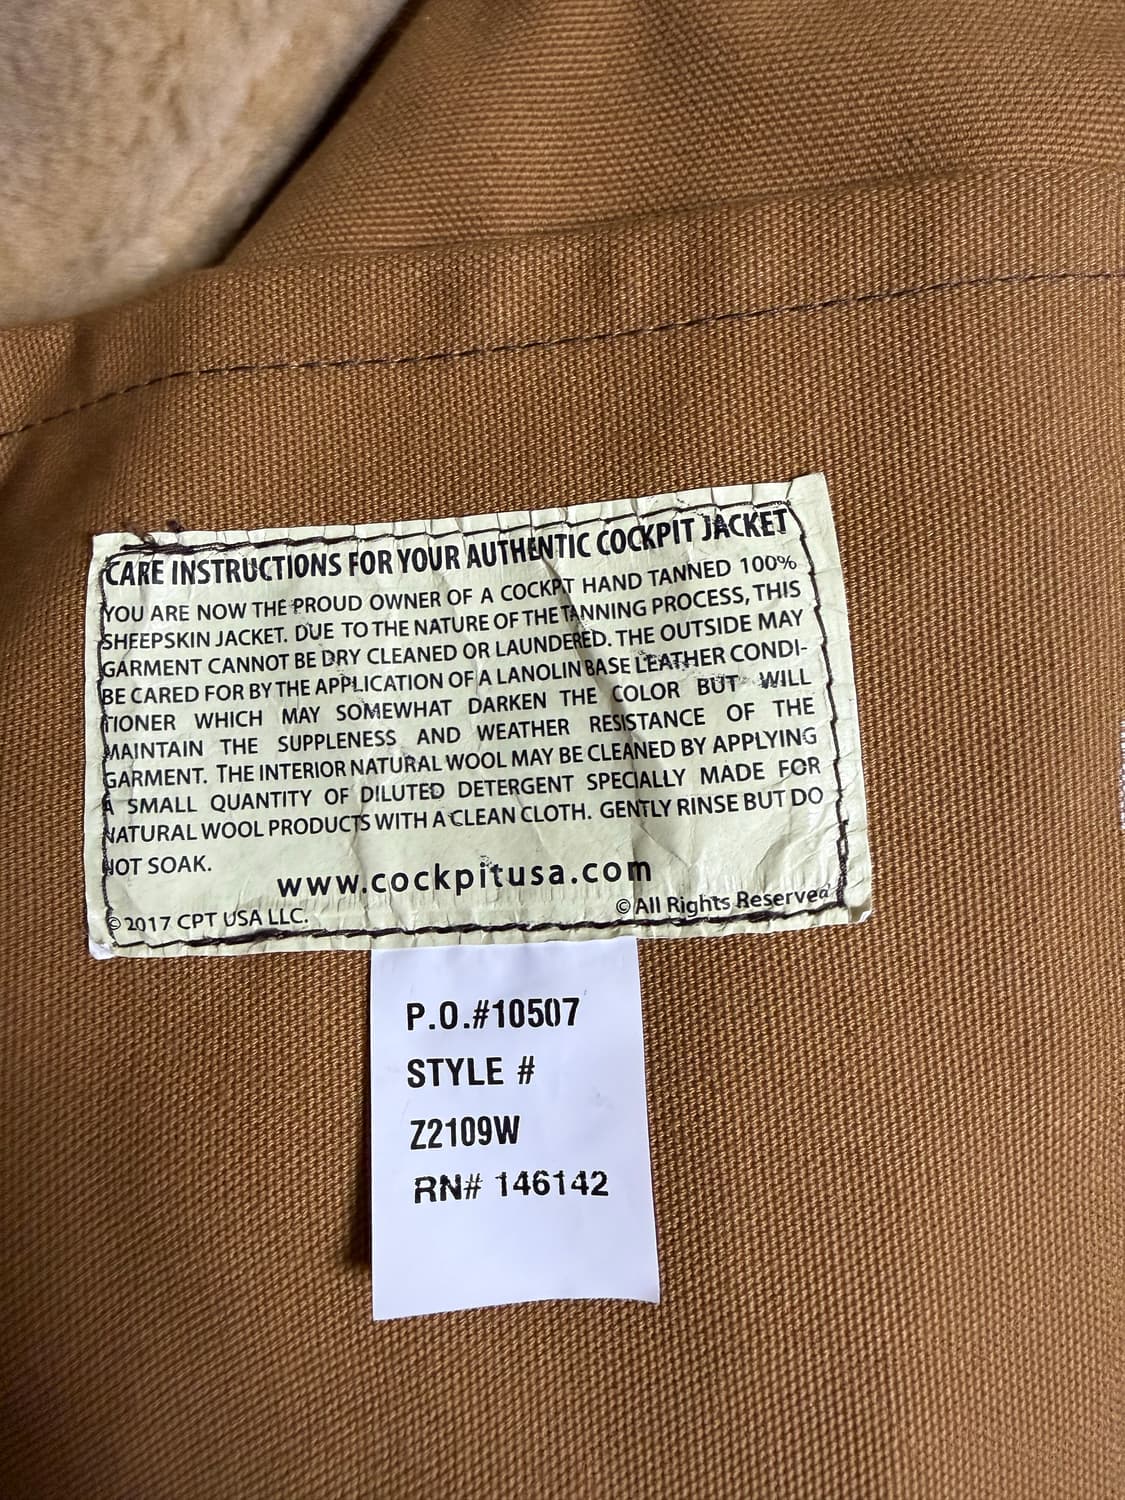 CARE INSTRUCTIONS FOR YOUR AUTHENTIC COCKPIT JACKET
YOU ARE NOW THE PROUD OWNER OF A COCKPT HAND TANNED 100%
SHEEPSKIN JACKET. DUE TO THE NATURE OF THE TANNING PROCESS, THIS
GARMENT CANNOT BE DRY CLEANED OR LAUNDERED. THE OUTSIDE MAY
BE CARED FOR BY THE APPLICATION OF A LANOLIN BASE LEATHER CONDI-
TIONER WHICH MAY SOMEWHAT DARKEN THE COLOR BUT WILL
MAINTAIN THE SUPPLENESS AND WEATHER RESISTANCE OF THE
GARMENT. THE INTERIOR NATURAL WOOL MAY BE CLEANED BY APPLYING
A SMALL QUANTITY OF DILUTED DETERGENT SPECIALLY MADE FOR
NATURAL WOOL PRODUCTS WITH A CLEAN CLOTH. GENTLY RINSE BUT DO
NOT SOAK.
www.cockpitusa.com
©2017 CPT USA LLC. ©All Rights Reserved
P.O.#10507
STYLE #
Z2109W
RN# 146142